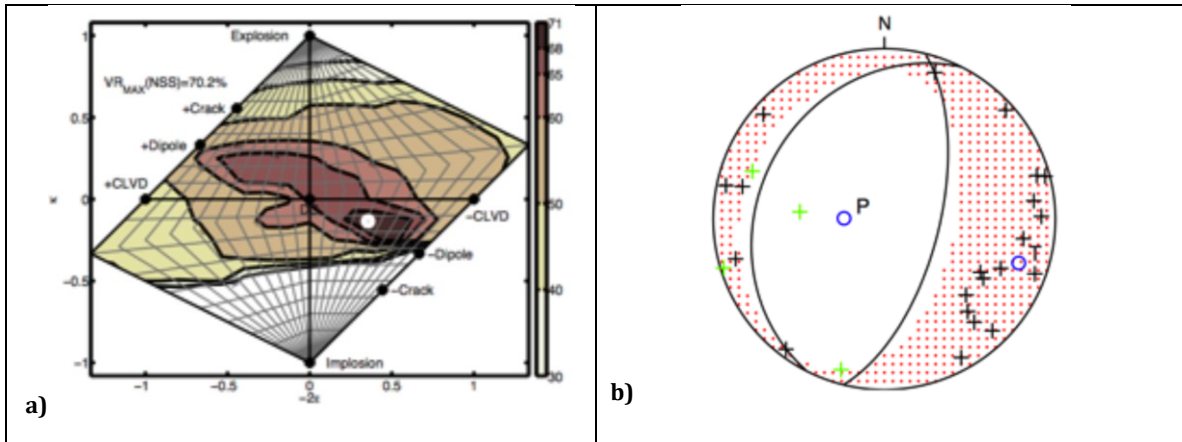 Explosion
VR_MAX(NSS)=70.2%
+Crack
+Dipole
+CLVD
−CLVD
−Dipole
−Crack
Implosion
1
0.5
0
−0.5
−1
κ
−1
−0.5
0
0.5
1
−2ε
71
68
65
60
50
40
30
a)
N
P
T
b)